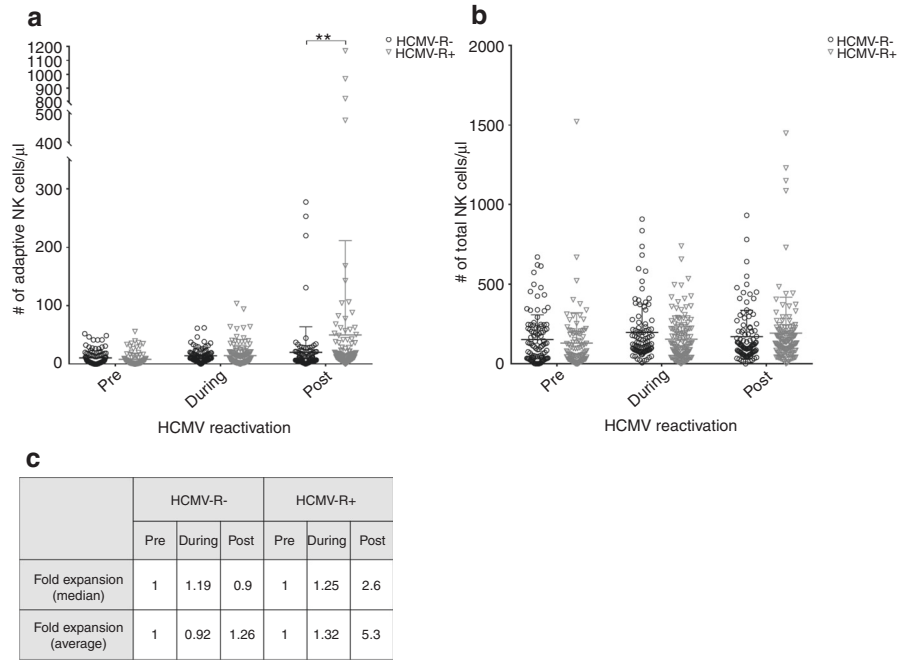 a
**
HCMV-R-
HCMV-R+
1200
1100
1000
900
800
500
400
300
200
100
0
# of adaptive NK cells/µl
Pre
During
Post
HCMV reactivation
b
HCMV-R-
HCMV-R+
2000
1500
1000
500
0
# of total NK cells/µl
Pre
During
Post
HCMV reactivation
c
HCMV-R- HCMV-R+
Pre During Post Pre During Post
Fold expansion
(median)
1 1.19 0.9 1 1.25 2.6
Fold expansion
(average)
1 0.92 1.26 1 1.32 5.3